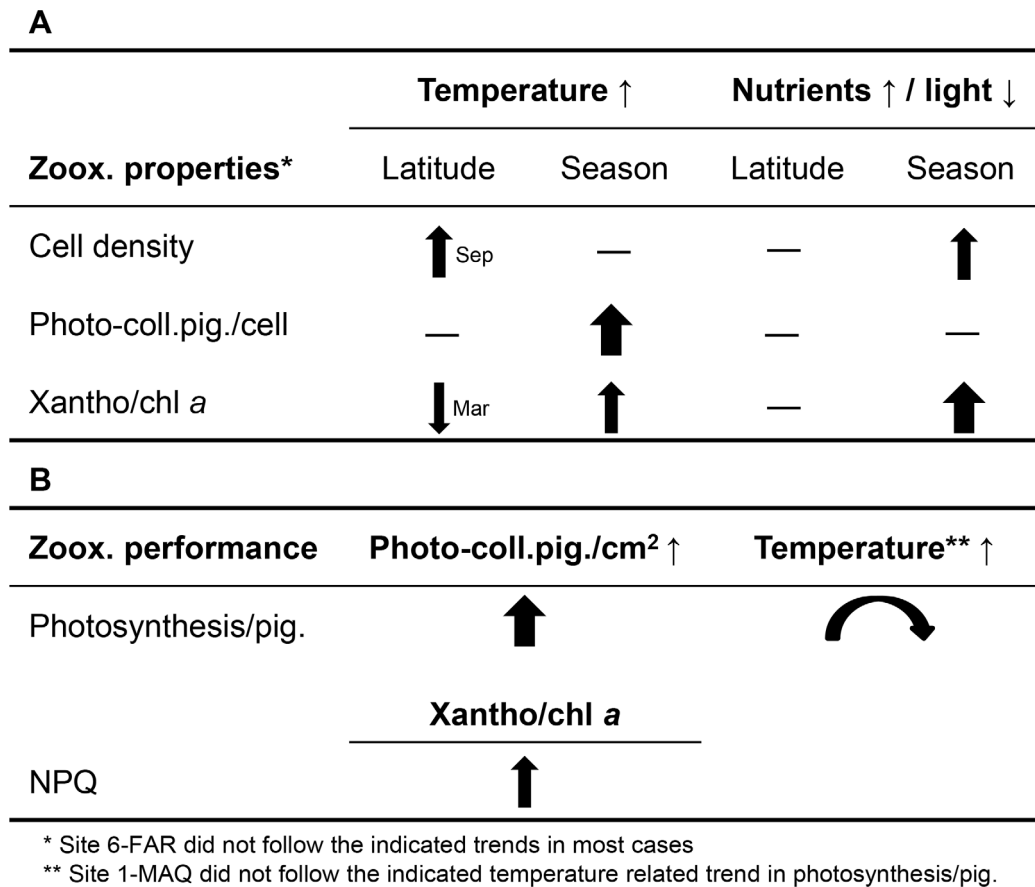 A
Temperature ↑ Nutrients ↑ / light ↓
Zoox. properties* Latitude Season Latitude Season
Cell density ↑ Sep — — ↑
Photo-coll.pig./cell — ↑ — —
Xantho/chl a ↓ Mar ↑ — ↑
B
Zoox. performance Photo-coll.pig./cm² ↑ Temperature** ↑
Photosynthesis/pig. ↑
Xantho/chl a
NPQ ↑
* Site 6-FAR did not follow the indicated trends in most cases
** Site 1-MAQ did not follow the indicated temperature related trend in photosynthesis/pig.